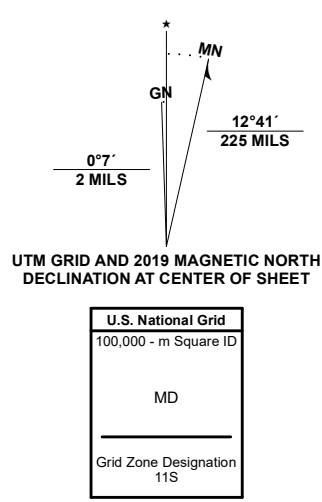 ★
MN
GN
12°41´
225 MILS
0°7´
2 MILS
UTM GRID AND 2019 MAGNETIC NORTH
DECLINATION AT CENTER OF SHEET
U.S. National Grid
100,000 - m Square ID
MD
Grid Zone Designation
11S